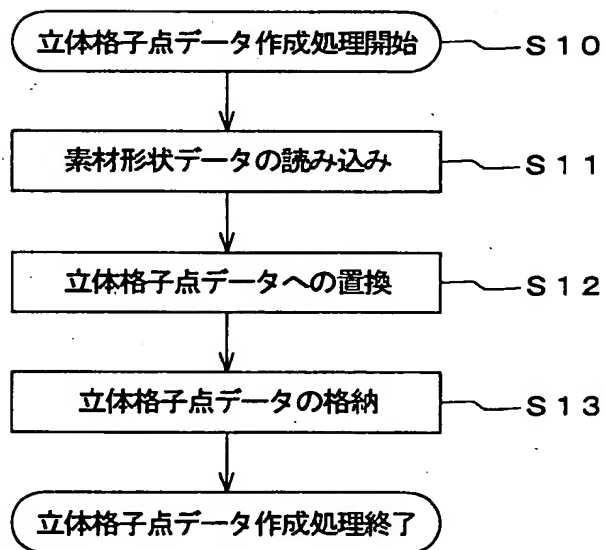 立体格子点データ作成処理開始 S10
素材形状データの読み込み S11
立体格子点データへの置換 S12
立体格子点データの格納 S13
立体格子点データ作成処理終了